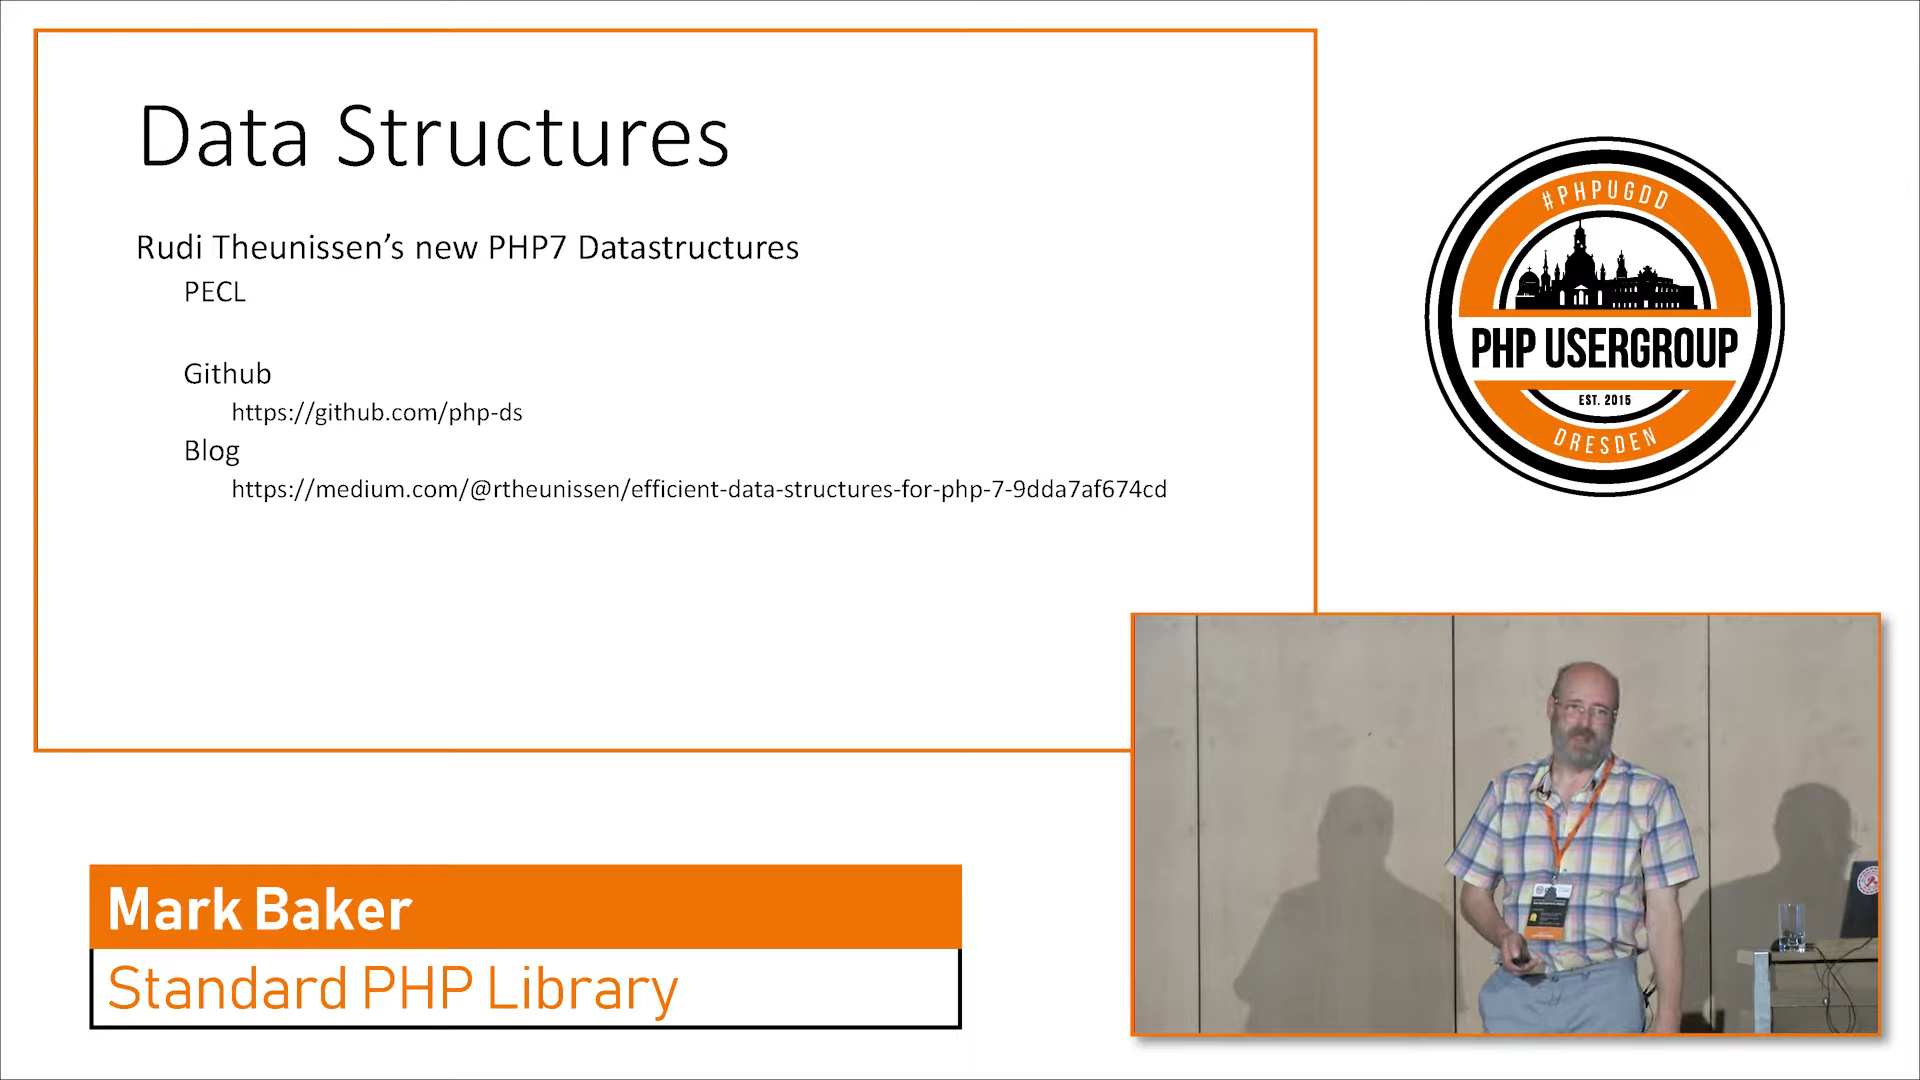 Data Structures
Rudi Theunissen’s new PHP7 Datastructures
PECL
Github
https://github.com/php-ds
Blog
https://medium.com/@rtheunissen/efficient-data-structures-for-php-7-9dda7af674cd
#PHPUGDD
PHP USERGROUP
EST. 2015
DRESDEN
Mark Baker
Standard PHP Library